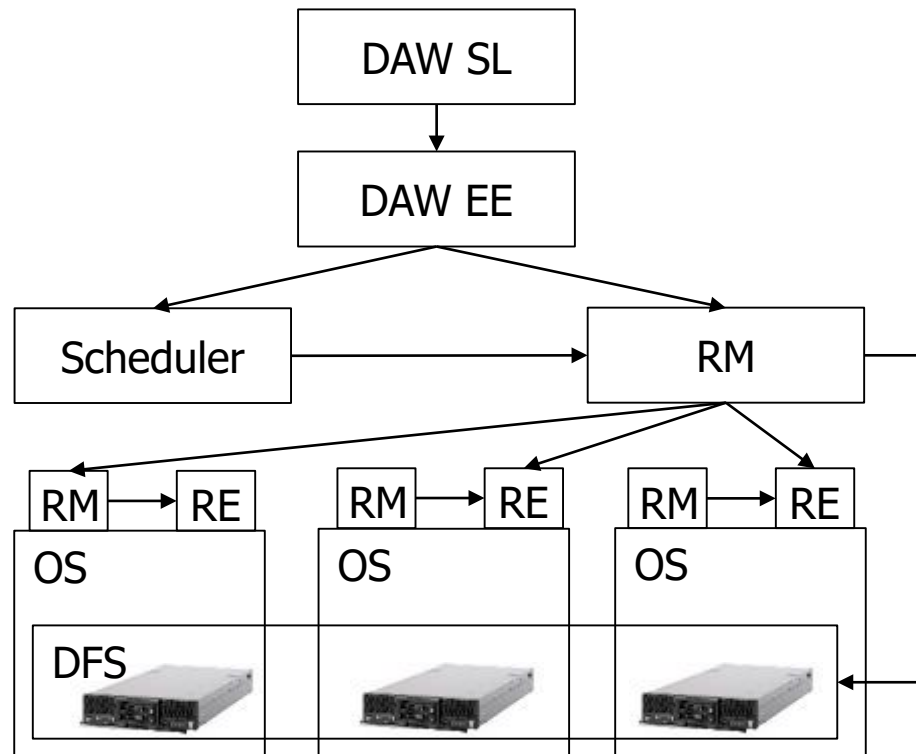 DAW SL
DAW EE
Scheduler
RM
RM
RE
RM
RE
RM
RE
OS
OS
OS
DFS